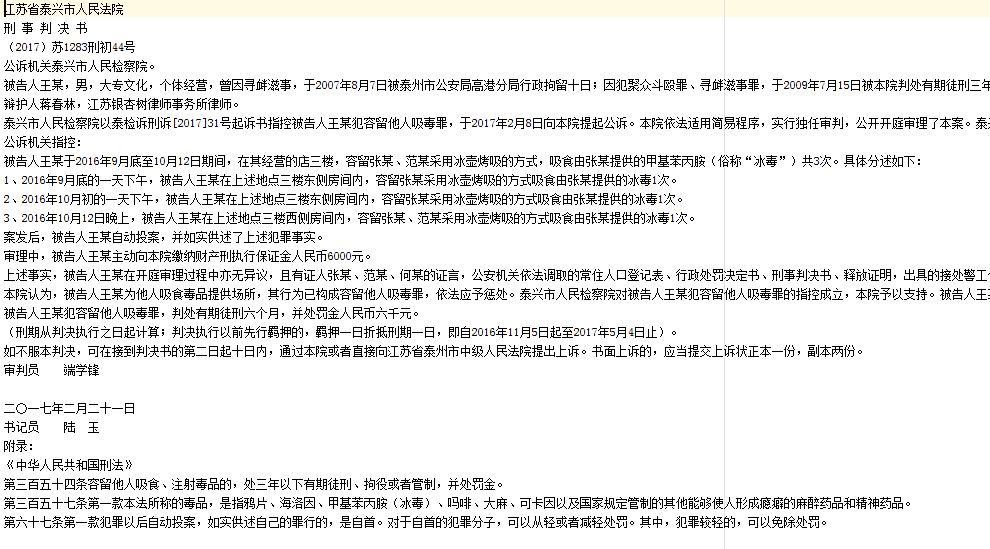 江苏省泰兴市人民法院
刑 事 判 决 书
（2017）苏1283刑初44号
公诉机关泰兴市人民检察院。
被告人王某，男，大专文化，个体经营，曾因寻衅滋事，于2007年8月7日被泰州市公安局高港分局行政拘留十日；因犯聚众斗殴罪、寻衅滋事罪，于2009年7月15日被本院判处有期徒刑三年
辩护人蒋春林，江苏银杏树律师事务所律师。
泰兴市人民检察院以泰检诉刑诉[2017]31号起诉书指控被告人王某犯容留他人吸毒罪，于2017年2月8日向本院提起公诉。本院依法适用简易程序，实行独任审判，公开开庭审理了本案。泰兴
公诉机关指控：
被告人王某于2016年9月底至10月12日期间，在其经营的店三楼，容留张某、范某采用冰壶烤吸的方式，吸食由张某提供的甲基苯丙胺（俗称“冰毒”）共3次。具体分述如下：
1、2016年9月底的一天下午，被告人王某在上述地点三楼东侧房间内，容留张某采用冰壶烤吸的方式吸食由张某提供的冰毒1次。
2、2016年10月初的一天下午，被告人王某在上述地点三楼东侧房间内，容留张某采用冰壶烤吸的方式吸食由张某提供的冰毒1次。
3、2016年10月12日晚上，被告人王某在上述地点三楼西侧房间内，容留张某、范某采用冰壶烤吸的方式吸食由张某提供的冰毒1次。
案发后，被告人王某自动投案，并如实供述了上述犯罪事实。
审理中，被告人王某主动向本院缴纳财产刑执行保证金人民币6000元。
上述事实，被告人王某在开庭审理过程中亦无异议，且有证人张某、范某、何某的证言，公安机关依法调取的常住人口登记表、行政处罚决定书、刑事判决书、释放证明，出具的接处警工作
本院认为，被告人王某为他人吸食毒品提供场所，其行为已构成容留他人吸毒罪，依法应予惩处。泰兴市人民检察院对被告人王某犯容留他人吸毒罪的指控成立，本院予以支持。被告人王某
被告人王某犯容留他人吸毒罪，判处有期徒刑六个月，并处罚金人民币六千元。
（刑期从判决执行之日起计算；判决执行以前先行羁押的，羁押一日折抵刑期一日，即自2016年11月5日起至2017年5月4日止）。
如不服本判决，可在接到判决书的第二日起十日内，通过本院或者直接向江苏省泰州市中级人民法院提出上诉。书面上诉的，应当提交上诉状正本一份，副本两份。
审判员　　端学锋
二〇一七年二月二十一日
书记员　　陆　玉
附录：
《中华人民共和国刑法》
第三百五十四条容留他人吸食、注射毒品的，处三年以下有期徒刑、拘役或者管制，并处罚金。
第三百五十七条第一款本法所称的毒品，是指鸦片、海洛因、甲基苯丙胺（冰毒）、吗啡、大麻、可卡因以及国家规定管制的其他能够使人形成瘾癖的麻醉药品和精神药品。
第六十七条第一款犯罪以后自动投案，如实供述自己的罪行的，是自首。对于自首的犯罪分子，可以从轻或者减轻处罚。其中，犯罪较轻的，可以免除处罚。